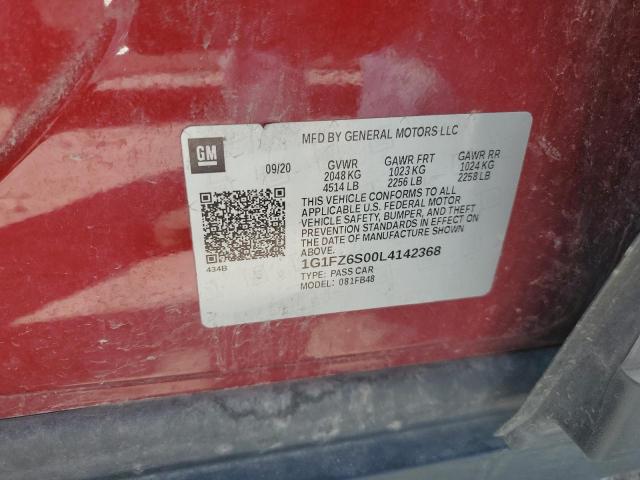 GM
MFD BY GENERAL MOTORS LLC
09/20 GVWR GAWR FRT GAWR RR
2048 KG 1023 KG 1024 KG
4514 LB 2256 LB 2258 LB
THIS VEHICLE CONFORMS TO ALL
APPLICABLE U.S. FEDERAL MOTOR
VEHICLE SAFETY, BUMPER, AND THEFT
PREVENTION STANDARDS IN EFFECT
ON THE DATE OF MANUFACTURE SHOWN
ABOVE.
434B
1G1FZ6S00L4142368
TYPE: PASS CAR
MODEL: 081FB48